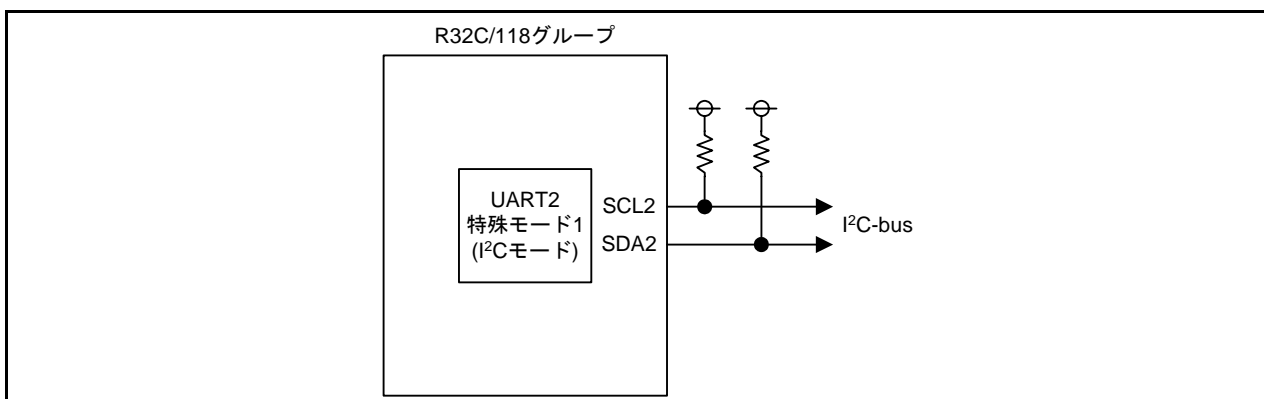 R32C/118グループ
UART2
特殊モード1
(I²Cモード)
SCL2
SDA2
I²C-bus